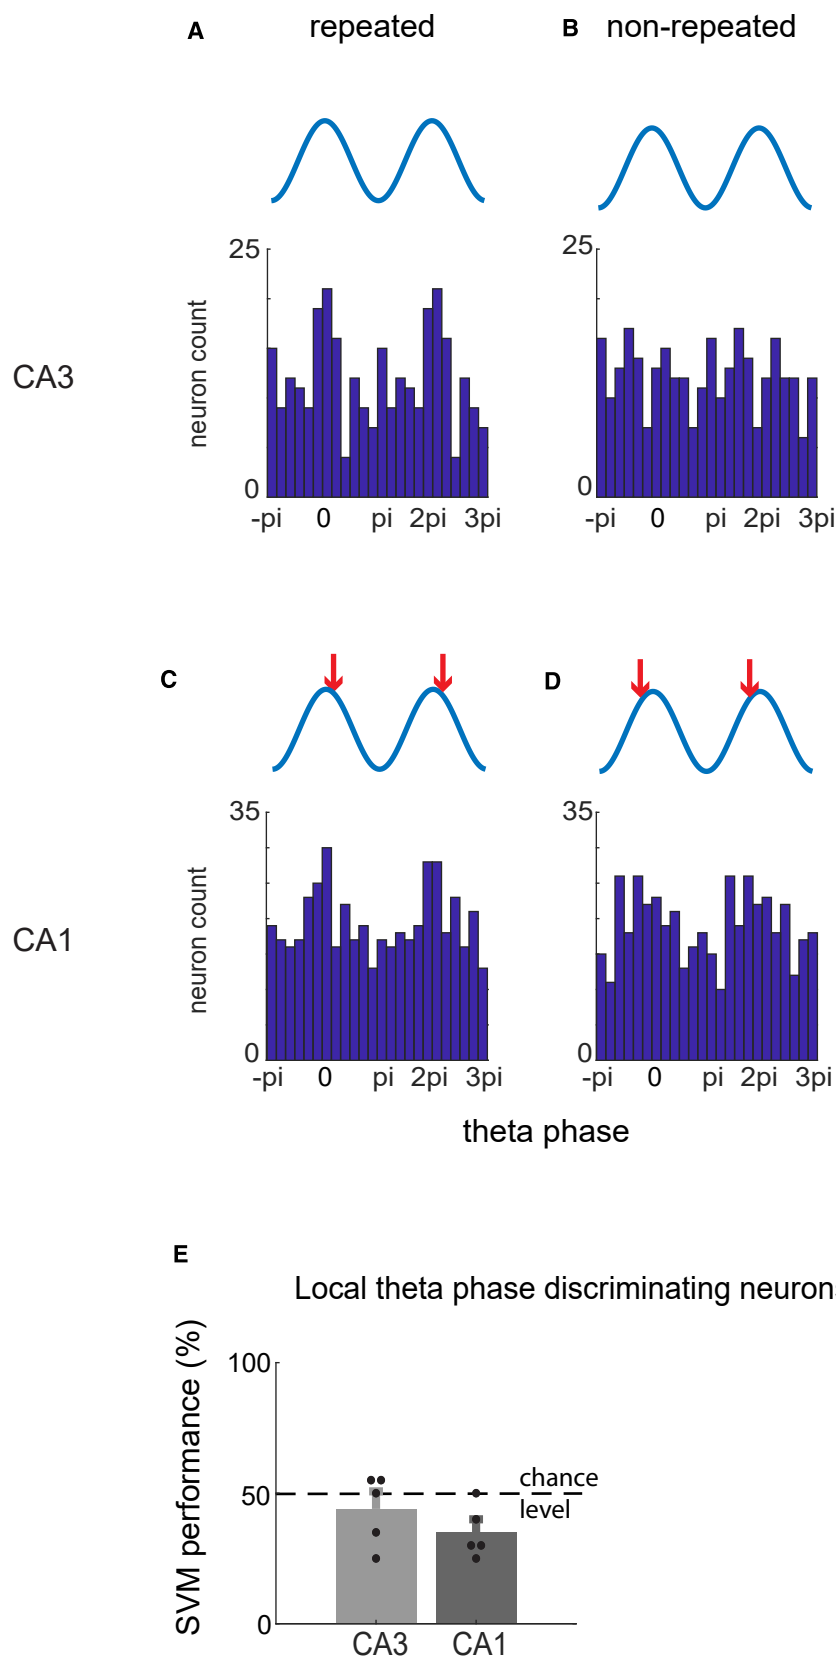 A repeated B non-repeated
25 25
CA3
neuron count
0 0
-pi 0 pi 2pi 3pi -pi 0 pi 2pi 3pi
C D
35 35
CA1
neuron count
0 0
-pi 0 pi 2pi 3pi -pi 0 pi 2pi 3pi
theta phase
E
Local theta phase discriminating neuron
SVM performance (%)
100
chance
50
level
0
CA3 CA1